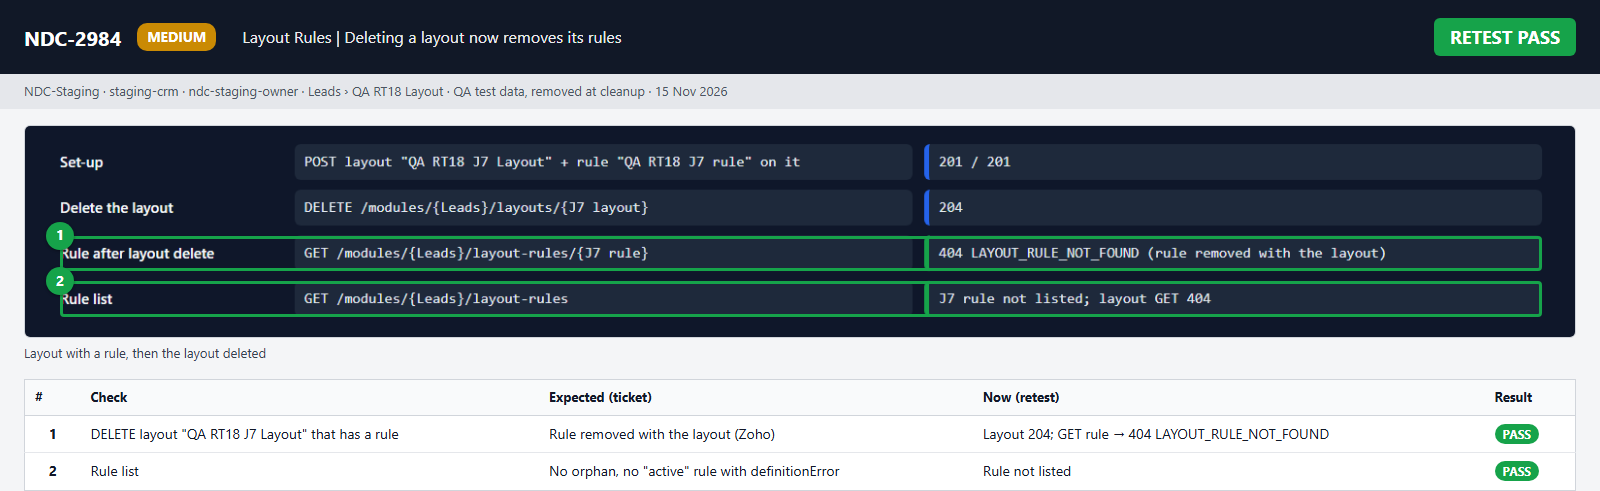 NDC-2984 MEDIUM Layout Rules | Deleting a layout now removes its rules RETEST PASS
NDC-Staging · staging-crm · ndc-staging-owner · Leads › QA RT18 Layout · QA test data, removed at cleanup · 15 Nov 2026
Set-up POST layout "QA RT18 J7 Layout" + rule "QA RT18 J7 rule" on it 201 / 201
Delete the layout DELETE /modules/{Leads}/layouts/{J7 layout} 204
1
Rule after layout delete GET /modules/{Leads}/layout-rules/{J7 rule} 404 LAYOUT_RULE_NOT_FOUND (rule removed with the layout)
2
Rule list GET /modules/{Leads}/layout-rules J7 rule not listed; layout GET 404
Layout with a rule, then the layout deleted
# Check Expected (ticket) Now (retest) Result
1 DELETE layout "QA RT18 J7 Layout" that has a rule Rule removed with the layout (Zoho) Layout 204; GET rule → 404 LAYOUT_RULE_NOT_FOUND PASS
2 Rule list No orphan, no "active" rule with definitionError Rule not listed PASS